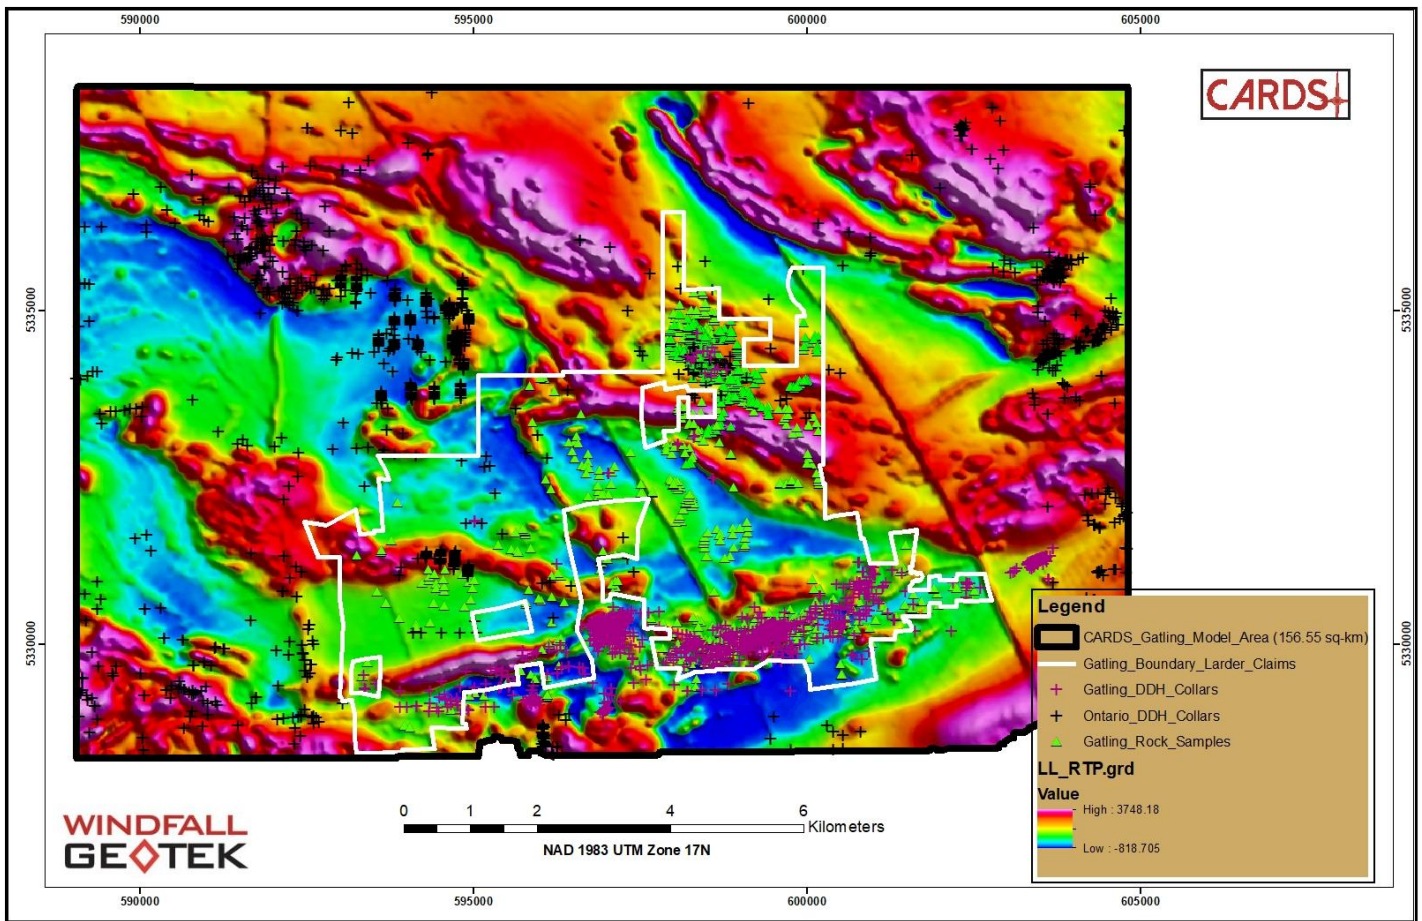 590000 595000 600000 605000
CARDS
5335000 5335000
5330000 5330000
Legend
CARDS_Gatling_Model_Area (156.55 sq-km)
Gatling_Boundary_Larder_Claims
Gatling_DDH_Collars
Ontario_DDH_Collars
Gatling_Rock_Samples
LL_RTP.grd
Value
High : 3748.18
Low : -818.705
0 1 2 4 6
Kilometers
NAD 1983 UTM Zone 17N
WINDFALL
GEOTEK
590000 595000 600000 605000